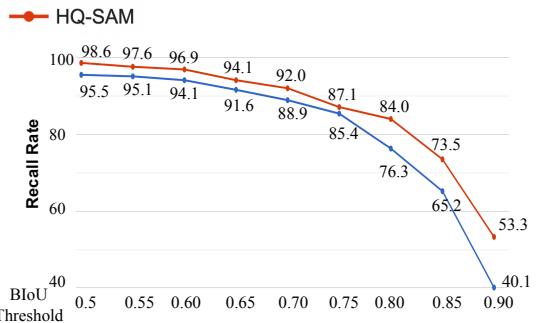 HQ-SAM
100
98.6 97.6 96.9 94.1 92.0 87.1 84.0 73.5 53.3
95.5 95.1 94.1 91.6 88.9 85.4 76.3 65.2 40.1
80
60
40
Recall Rate
BIoU
Threshold
0.5 0.55 0.60 0.65 0.70 0.75 0.80 0.85 0.90